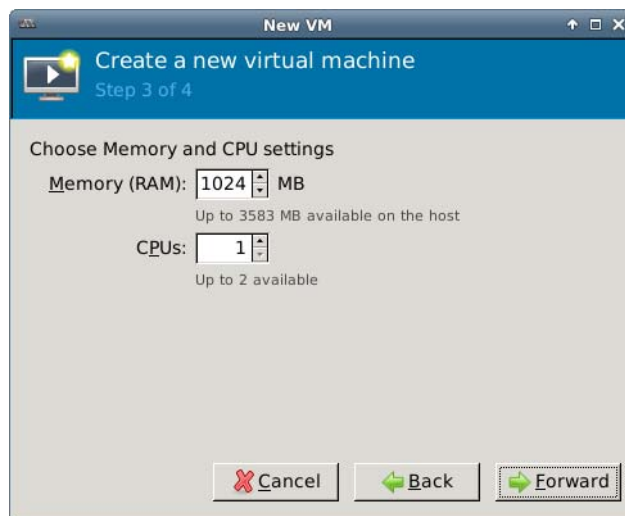 New VM
Create a new virtual machine
Step 3 of 4
Choose Memory and CPU settings
Memory (RAM): 1024 MB
Up to 3583 MB available on the host
CPUs: 1
Up to 2 available
Cancel Back Forward